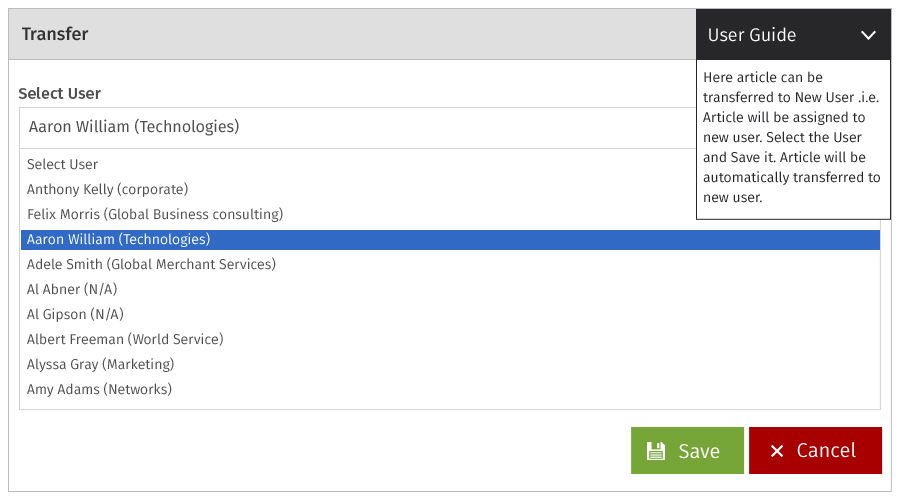 Transfer
User Guide
Here article can be
transferred to New User .i.e.
Article will be assigned to
new user. Select the User
and Save it. Article will be
automatically transferred to
new user.
Select User
Aaron William (Technologies)
Select User
Anthony Kelly (corporate)
Felix Morris (Global Business consulting)
Aaron William (Technologies)
Adele Smith (Global Merchant Services)
Al Abner (N/A)
Al Gipson (N/A)
Albert Freeman (World Service)
Alyssa Gray (Marketing)
Amy Adams (Networks)
Save
Cancel